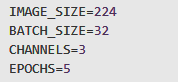 IMAGE_SIZE=224
BATCH_SIZE=32
CHANNELS=3
EPOCHS=5